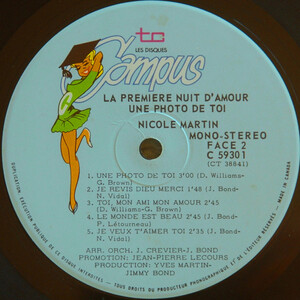 tc
LES DISQUES
Campus
LA PREMIERE NUIT D'AMOUR
UNE PHOTO DE TOI
NICOLE MARTIN
MONO-STEREO
FACE 2
C 59301
(CT 38841)
1. UNE PHOTO DE TOI 3'00 (D. Williams-
G. Brown)
2. JE REVIS DIEU MERCI 1'48 (J. Bond-
N. Vidal)
3. TOI, MON AMI MON AMOUR 2'45
(D. Williams-G. Brown)
4. LE MONDE EST BEAU 2'45 (J. Bond-
P. Létourneau)
5. JE VEUX T'AIMER TOI 2'35 (J. Bond-
N. Vidal)
ARR. ORCH. J. CREVIER-J. BOND
PROMOTION: JEAN-PIERRE LECOURS
PRODUCTION: YVES MARTIN-
JIMMY BOND
MADE IN CANADA